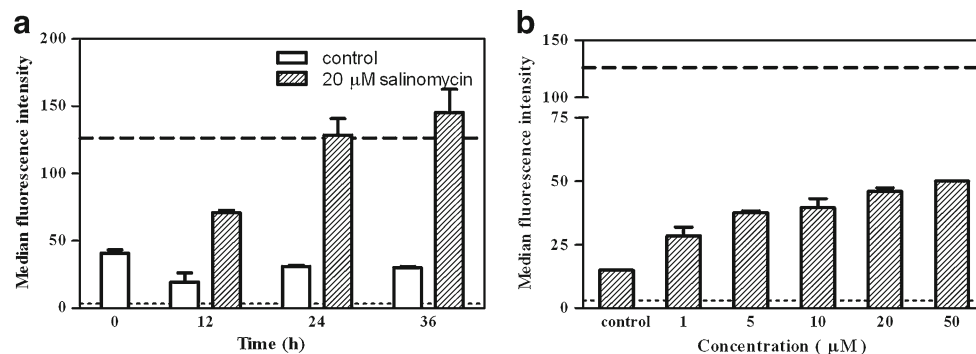 a
Median fluorescence intensity
200
150
100
50
0
control
20 μM salinomycin
0 12 24 36
Time (h)
b
Median fluorescence intensity
150
100
75
50
25
0
control 1 5 10 20 50
Concentration ( μM)